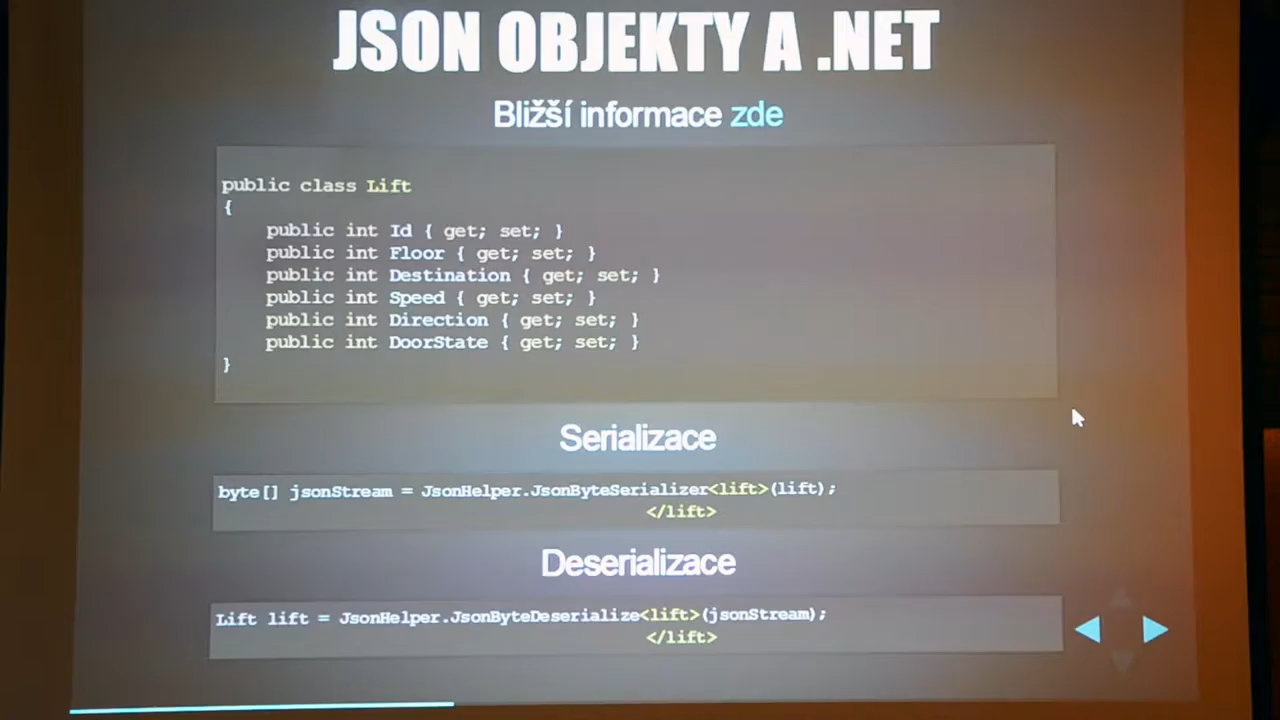 JSON OBJEKTY A .NET
Bližší informace zde
public class Lift
{
    public int Id { get; set; }
    public int Floor { get; set; }
    public int Destination { get; set; }
    public int Speed { get; set; }
    public int Direction { get; set; }
    public int DoorState { get; set; }
}
Serializace
byte[] jsonStream = JsonHelper.JsonByteSerializer<lift>(lift);
</lift>
Deserializace
Lift lift = JsonHelper.JsonByteDeserialize<lift>(jsonStream);
</lift>